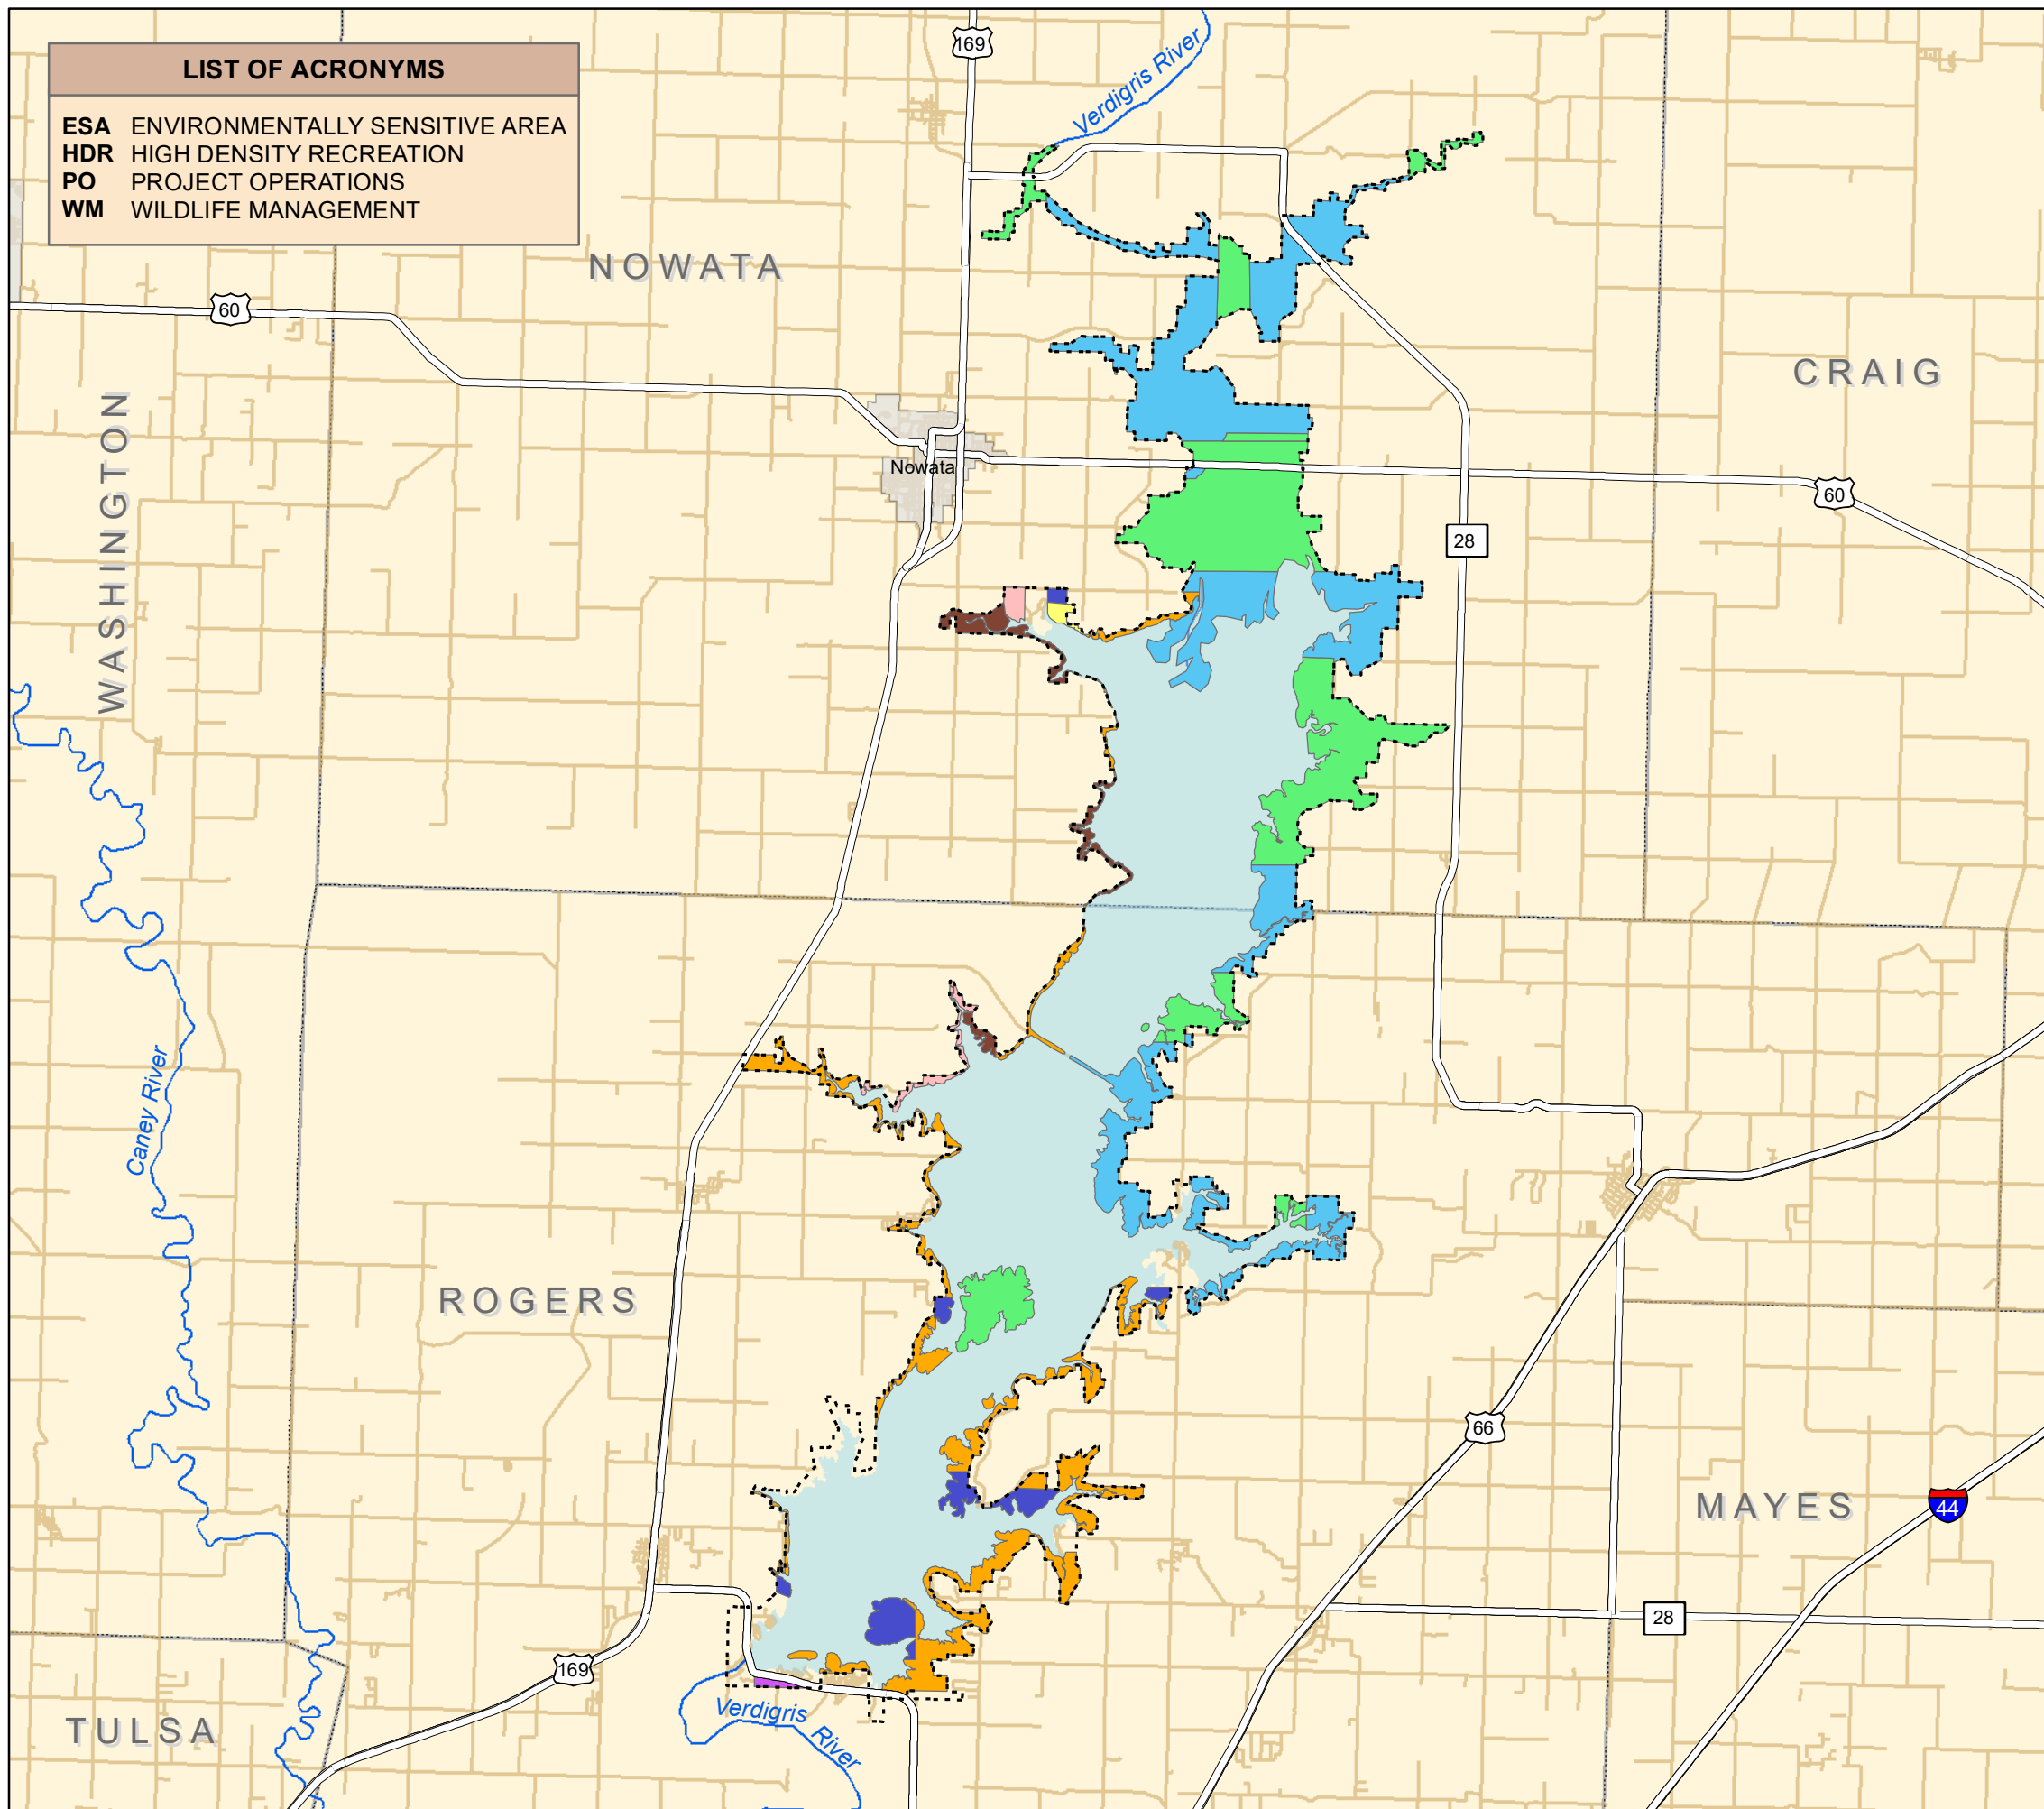 169
Verdigris River
LIST OF ACRONYMS
ESA ENVIRONMENTALLY SENSITIVE AREA
HDR HIGH DENSITY RECREATION
PO PROJECT OPERATIONS
WM WILDLIFE MANAGEMENT
NOWATA
60
CRAIG
WASHINGTON
Nowata
60
28
Caney River
ROGERS
66
MAYES
44
28
169
Verdigris River
TULSA